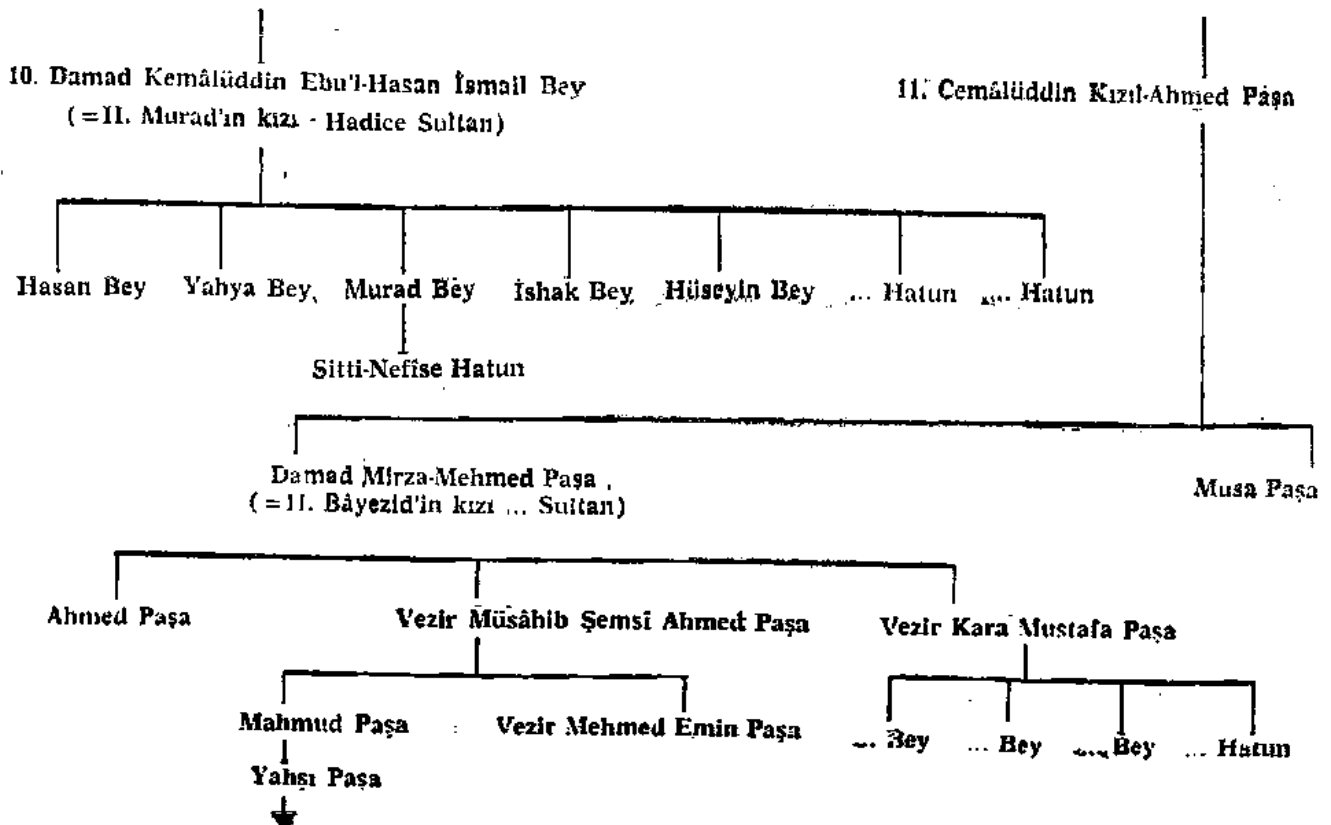 10. Damad Kemâlüddin Ebu'l-Hasan İsmail Bey
(=II. Murad'ın kızı - Hadice Sultan)
11. Cemâlüddin Kızıl-Ahmed Paşa
Hasan Bey Yahya Bey Murad Bey İshak Bey Hüseyin Bey ... Hatun ... Hatun
Sitti-Nefîse Hatun
Damad Mirza-Mehmed Paşa
(=II. Bâyezid'in kızı ... Sultan)
Musa Paşa
Ahmed Paşa Vezir Müsâhib Şemsî Ahmed Paşa Vezir Kara Mustafa Paşa
Mahmud Paşa Vezir Mehmed Emin Paşa ... Bey ... Bey ... Bey ... Hatun
Yahşı Paşa